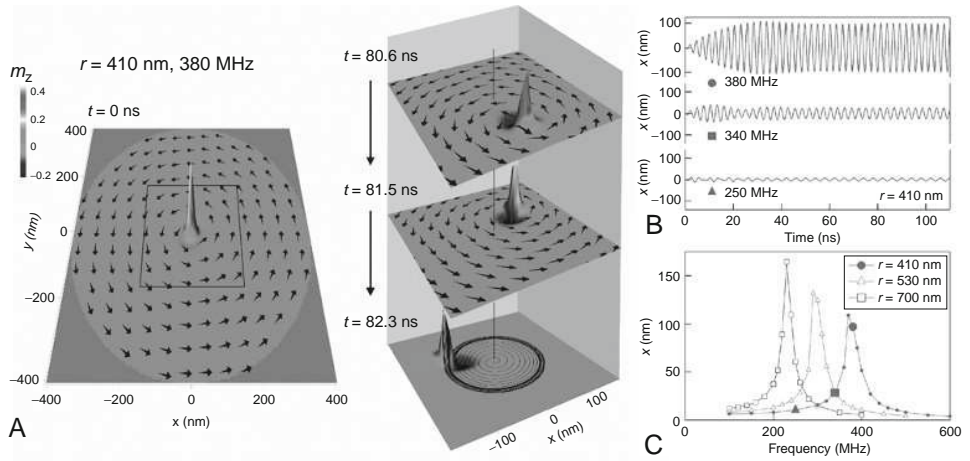 r = 410 nm, 380 MHz
m_z
0.4
0.2
0
−0.2
t = 0 ns
400
200
0
−200
−400
y (nm)
−400
−200
0
200
400
x (nm)
A
t = 80.6 ns
t = 81.5 ns
t = 82.3 ns
−100
0
100
x (nm)
B
x (nm)
100
0
−100
380 MHz
x (nm)
100
0
−100
340 MHz
x (nm)
100
0
−100
250 MHz
r = 410 nm
0
20
40
60
80
100
Time (ns)
C
x (nm)
150
100
50
0
r = 410 nm
r = 530 nm
r = 700 nm
0
200
400
600
Frequency (MHz)